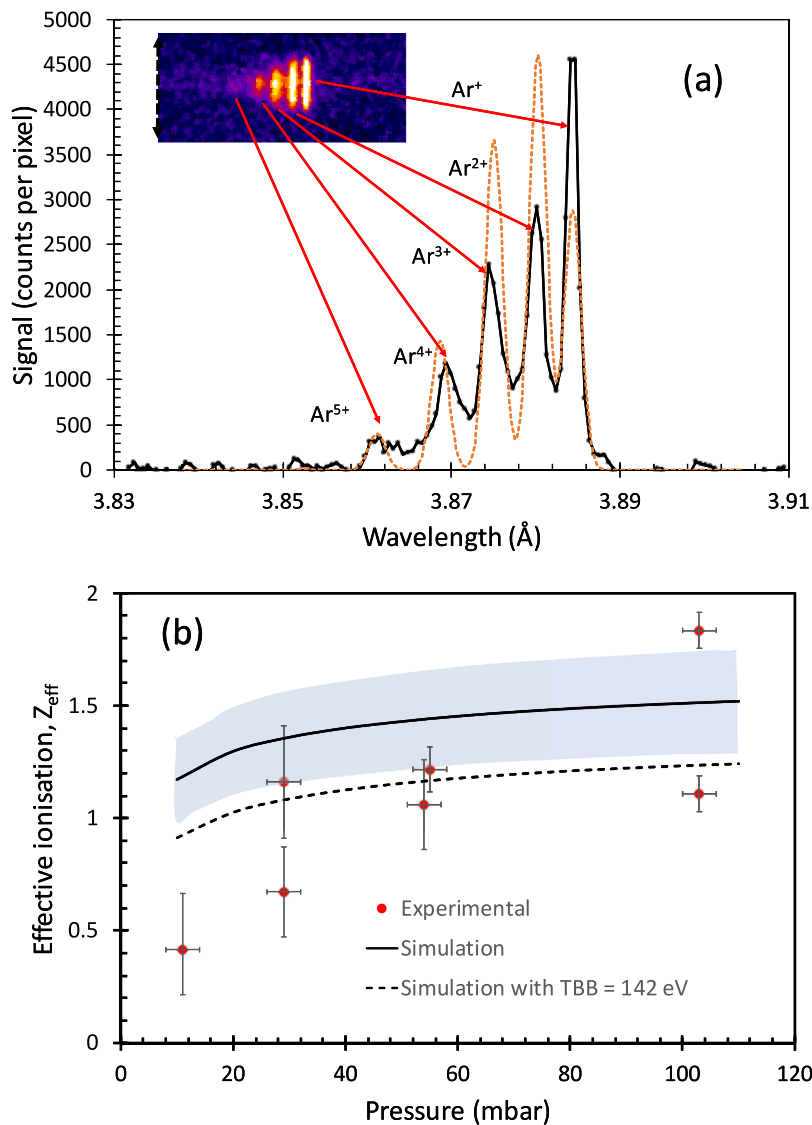 5000
4500
4000
3500
3000
2500
2000
1500
1000
500
0
Signal (counts per pixel)
(a)
Ar⁺
Ar²⁺
Ar³⁺
Ar⁴⁺
Ar⁵⁺
3.83 3.85 3.87 3.89 3.91
Wavelength (Å)
2
1.5
1
0.5
0
Effective ionisation, Z_eff
(b)
Experimental
Simulation
Simulation with TBB = 142 eV
0 20 40 60 80 100 120
Pressure (mbar)